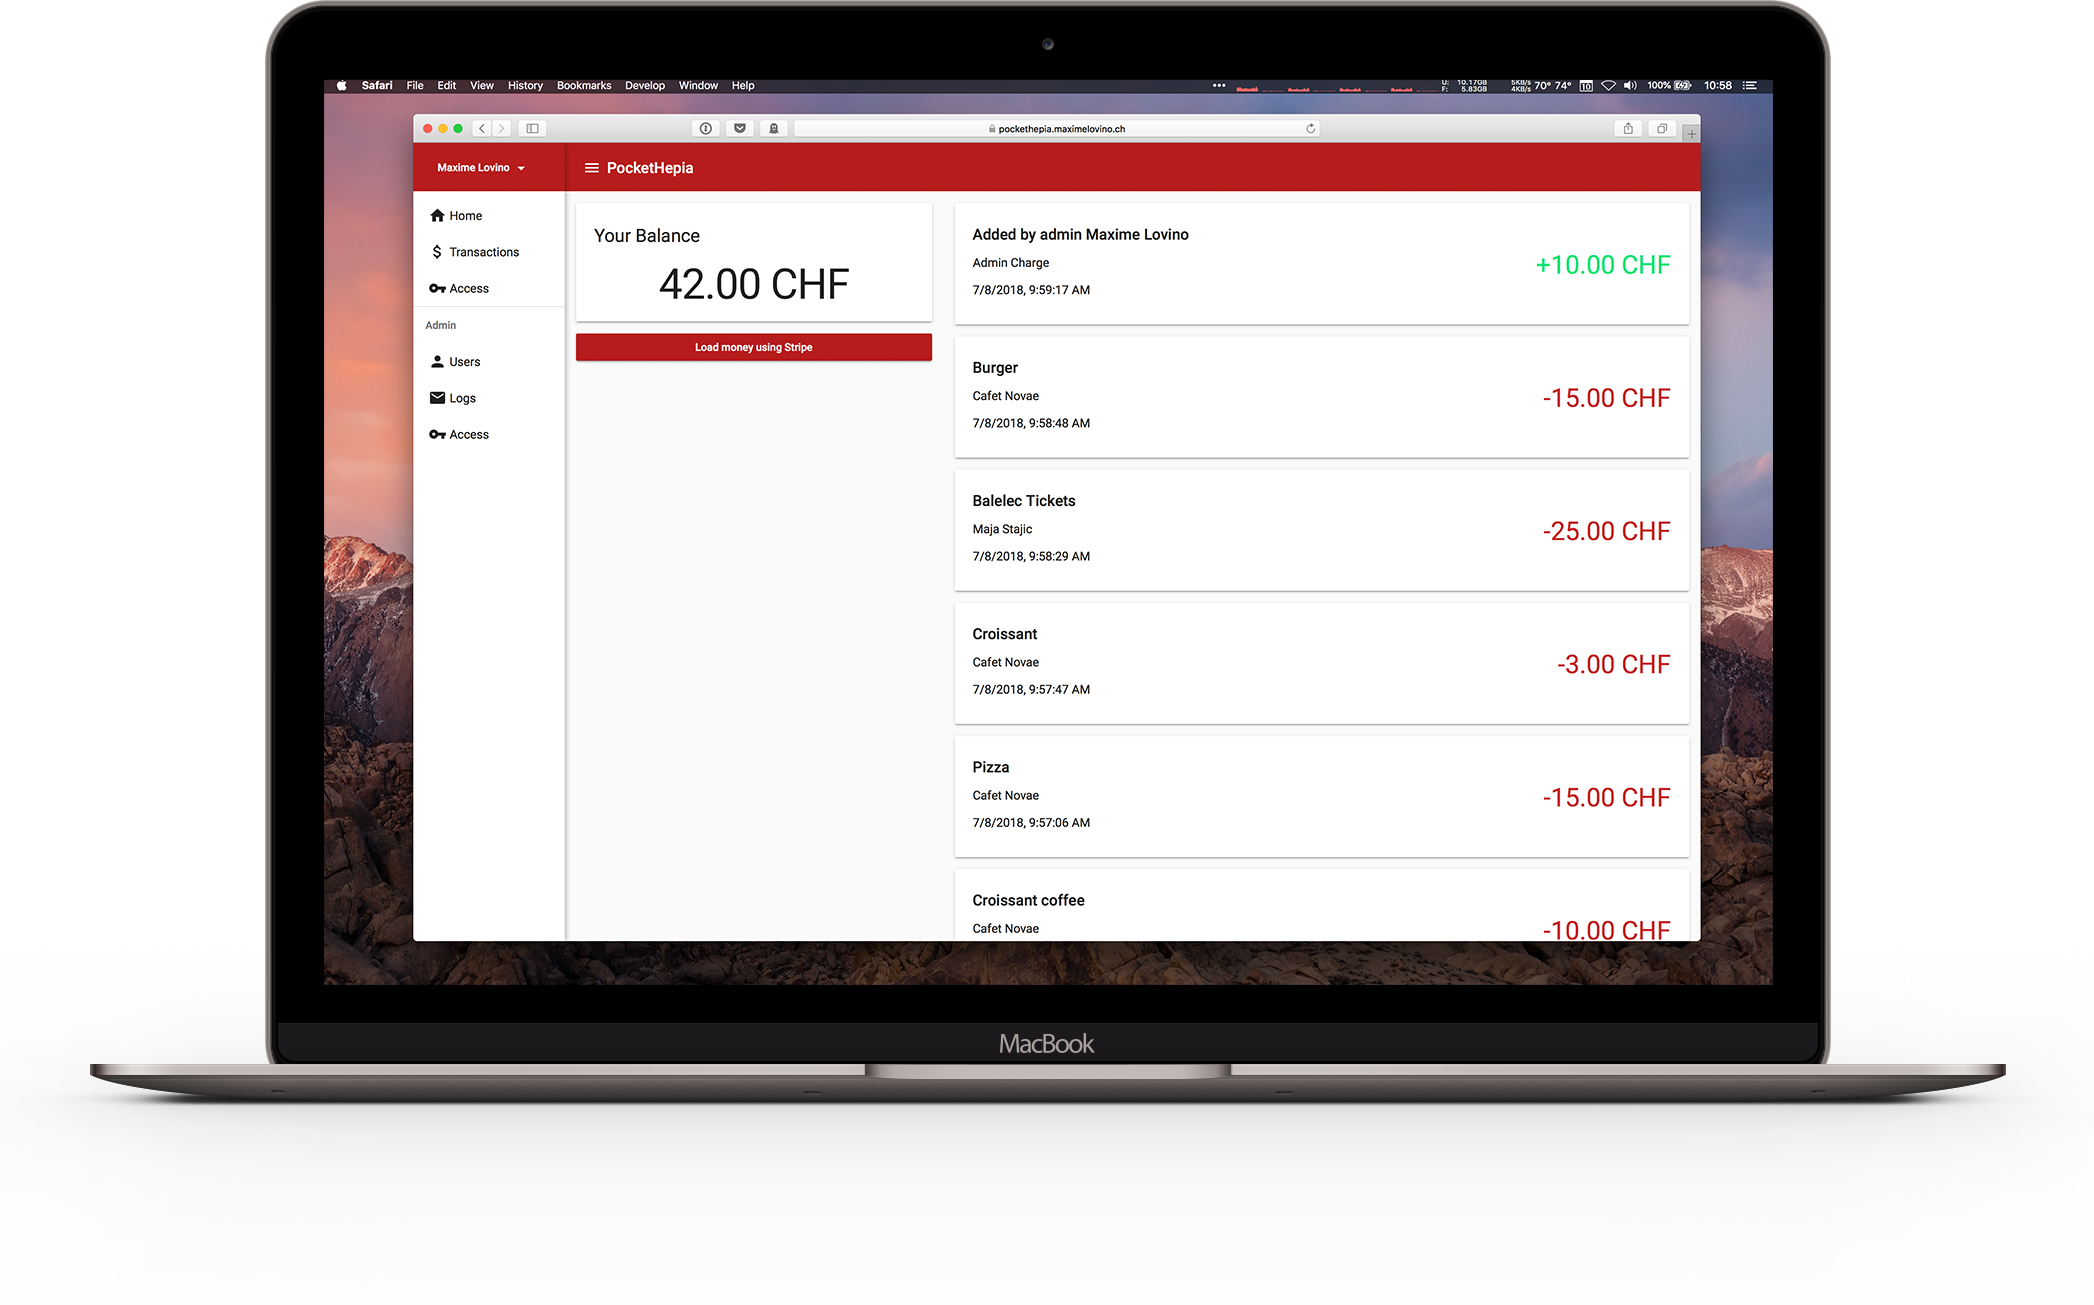 Safari File Edit View History Bookmarks Develop Window Help ••• U: 10.17GB 5KB/s 70° 74° 10 100% 10:58
F: 5.83GB 4KB/s
pockethepia.maximelovino.ch
Maxime Lovino
PocketHepia
Home
Transactions
Access
Admin
Users
Logs
Access
Your Balance
42.00 CHF
Load money using Stripe
Added by admin Maxime Lovino
Admin Charge
7/8/2018, 9:59:17 AM
+10.00 CHF
Burger
Cafet Novae
7/8/2018, 9:58:48 AM
-15.00 CHF
Balelec Tickets
Maja Stajic
7/8/2018, 9:58:29 AM
-25.00 CHF
Croissant
Cafet Novae
7/8/2018, 9:57:47 AM
-3.00 CHF
Pizza
Cafet Novae
7/8/2018, 9:57:06 AM
-15.00 CHF
Croissant coffee
Cafet Novae
-10.00 CHF
MacBook